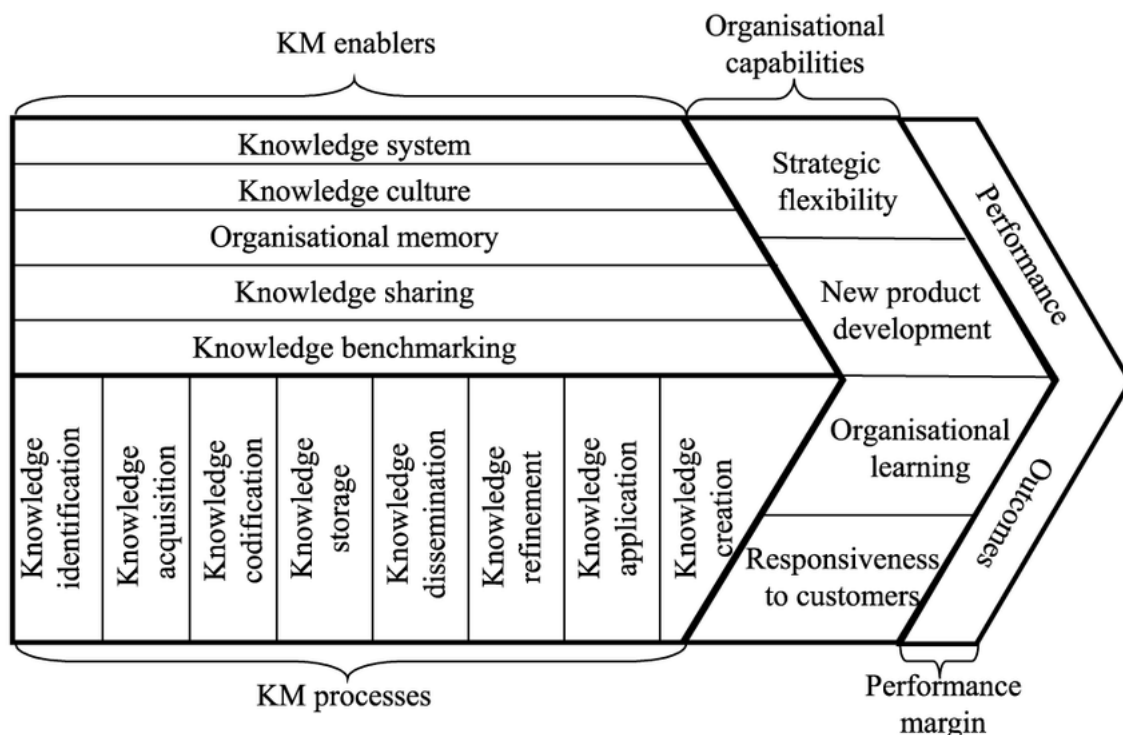 KM enablers
Organisational
capabilities
Knowledge system
Knowledge culture
Organisational memory
Knowledge sharing
Knowledge benchmarking
Strategic
flexibility
New product
development
Organisational
learning
Responsiveness
to customers
Performance
Outcomes
Knowledge
identification
Knowledge
acquisition
Knowledge
codification
Knowledge
storage
Knowledge
dissemination
Knowledge
refinement
Knowledge
application
Knowledge
creation
KM processes
Performance
margin